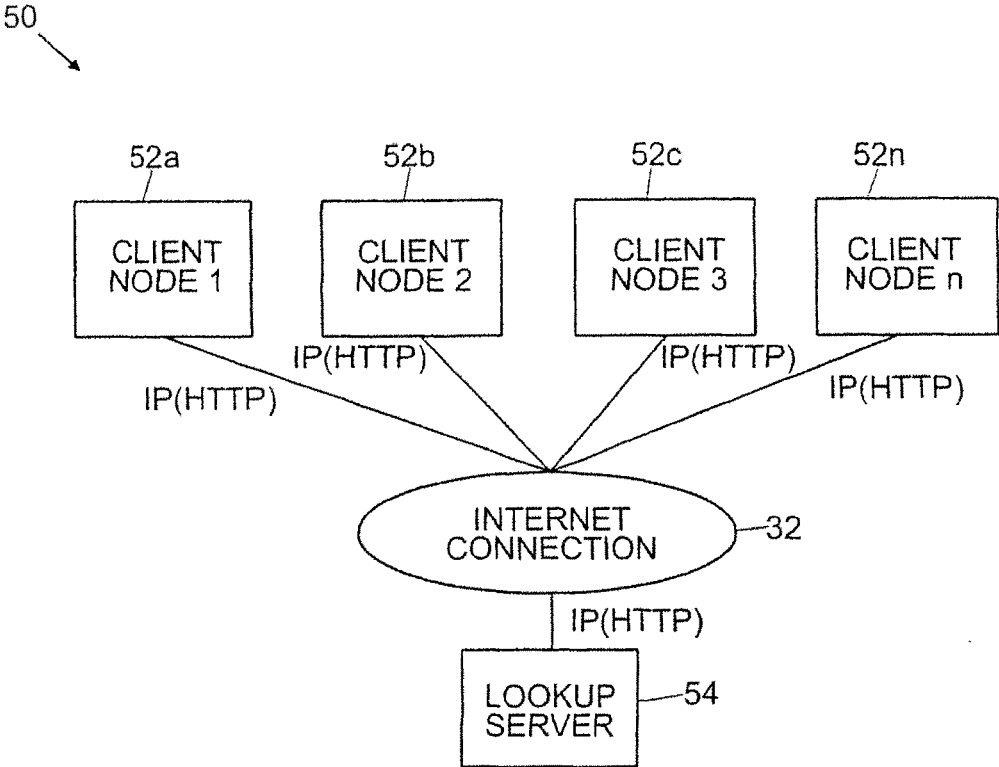 50
52a
52b
52c
52n
CLIENT
NODE 1
CLIENT
NODE 2
CLIENT
NODE 3
CLIENT
NODE n
IP(HTTP)
IP(HTTP)
IP(HTTP)
IP(HTTP)
INTERNET
CONNECTION
32
IP(HTTP)
LOOKUP
SERVER
54